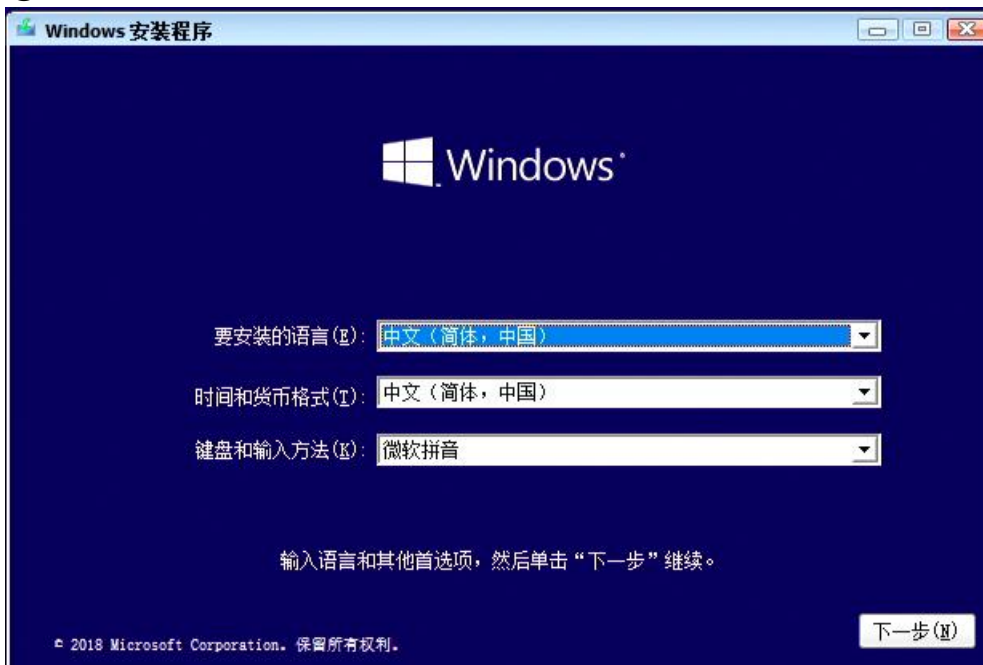 Windows 安装程序
Windows
要安装的语言(E): 中文(简体，中国)
时间和货币格式(T): 中文(简体，中国)
键盘和输入方法(K): 微软拼音
输入语言和其他首选项，然后单击“下一步”继续。
下一步(N)
© 2018 Microsoft Corporation. 保留所有权利.